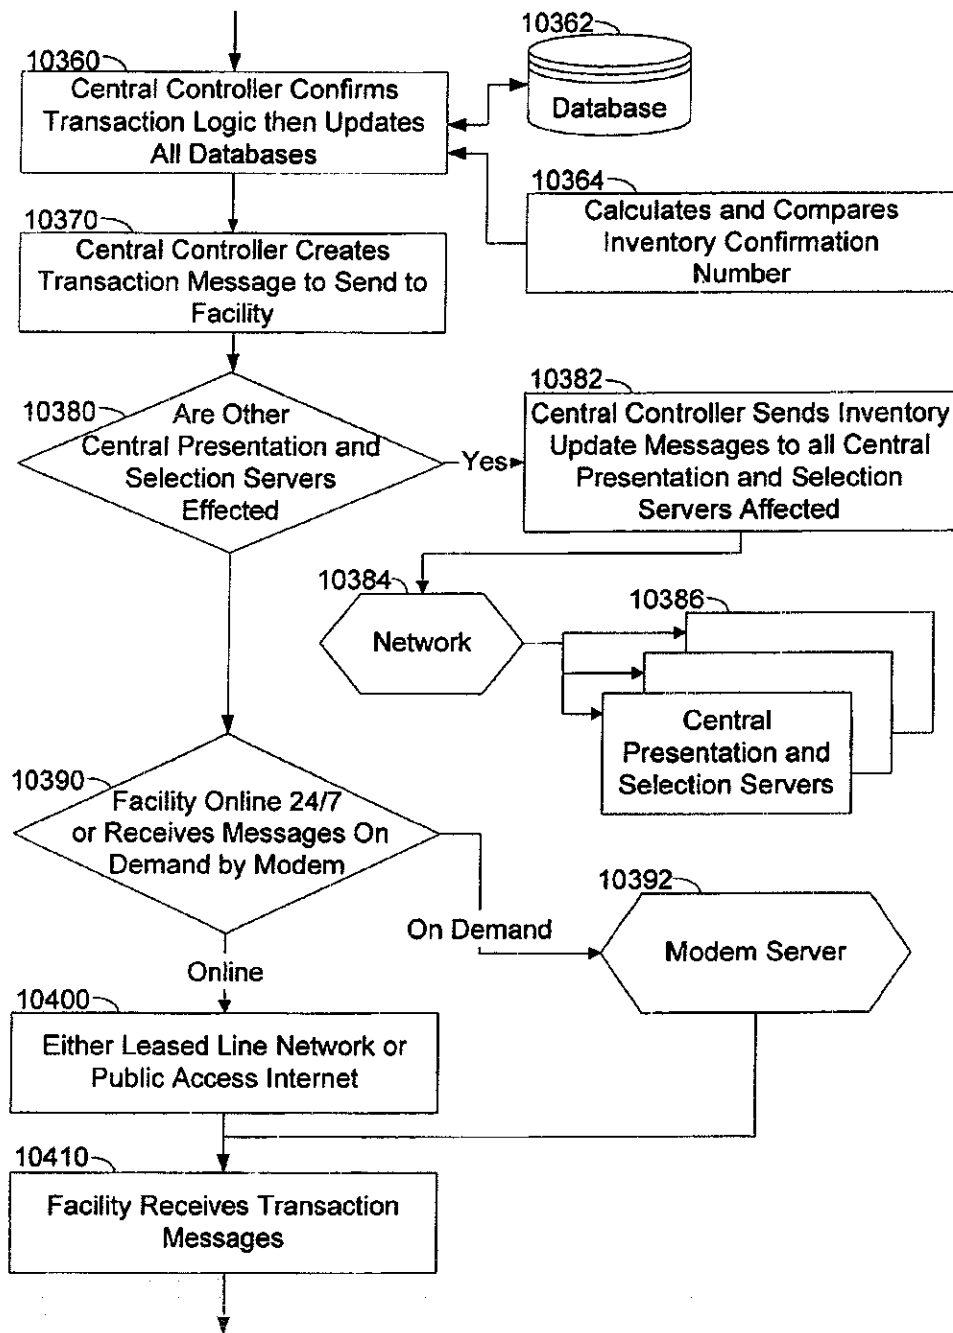 10360
Central Controller Confirms
Transaction Logic then Updates
All Databases
10362
Database
10364
Calculates and Compares
Inventory Confirmation
Number
10370
Central Controller Creates
Transaction Message to Send to
Facility
10380
Are Other
Central Presentation and
Selection Servers
Effected
Yes
10382
Central Controller Sends Inventory
Update Messages to all Central
Presentation and Selection
Servers Affected
10384
Network
10386
Central
Presentation and
Selection Servers
10390
Facility Online 24/7
or Receives Messages On
Demand by Modem
On Demand
10392
Modem Server
Online
10400
Either Leased Line Network or
Public Access Internet
10410
Facility Receives Transaction
Messages